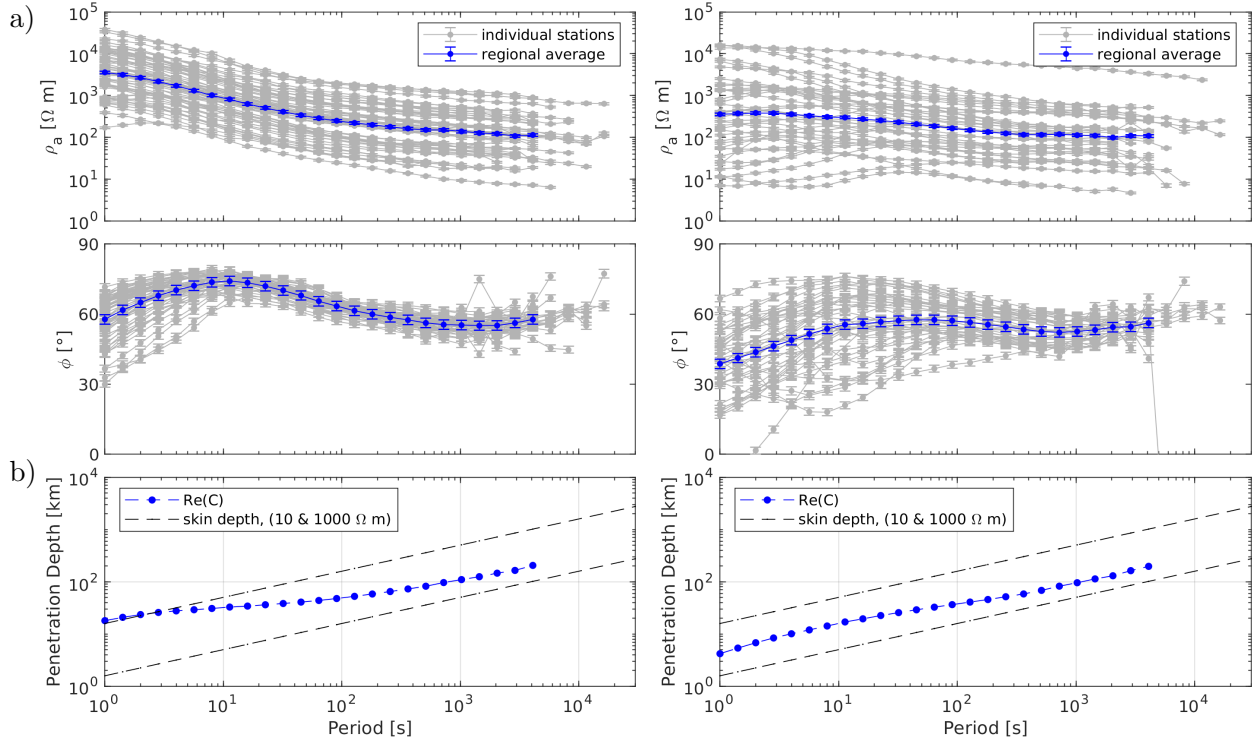 a)
10^5
10^4
10^3
10^2
10^1
10^0
ρ_a [Ω m]
individual stations
regional average
10^5
10^4
10^3
10^2
10^1
10^0
ρ_a [Ω m]
individual stations
regional average
90
60
30
0
ϕ [°]
90
60
30
0
ϕ [°]
b)
10^4
10^2
10^0
Penetration Depth [km]
Re(C)
skin depth, (10 & 1000 Ω m)
10^0
10^1
10^2
10^3
10^4
Period [s]
10^4
10^2
10^0
Penetration Depth [km]
Re(C)
skin depth, (10 & 1000 Ω m)
10^0
10^1
10^2
10^3
10^4
Period [s]